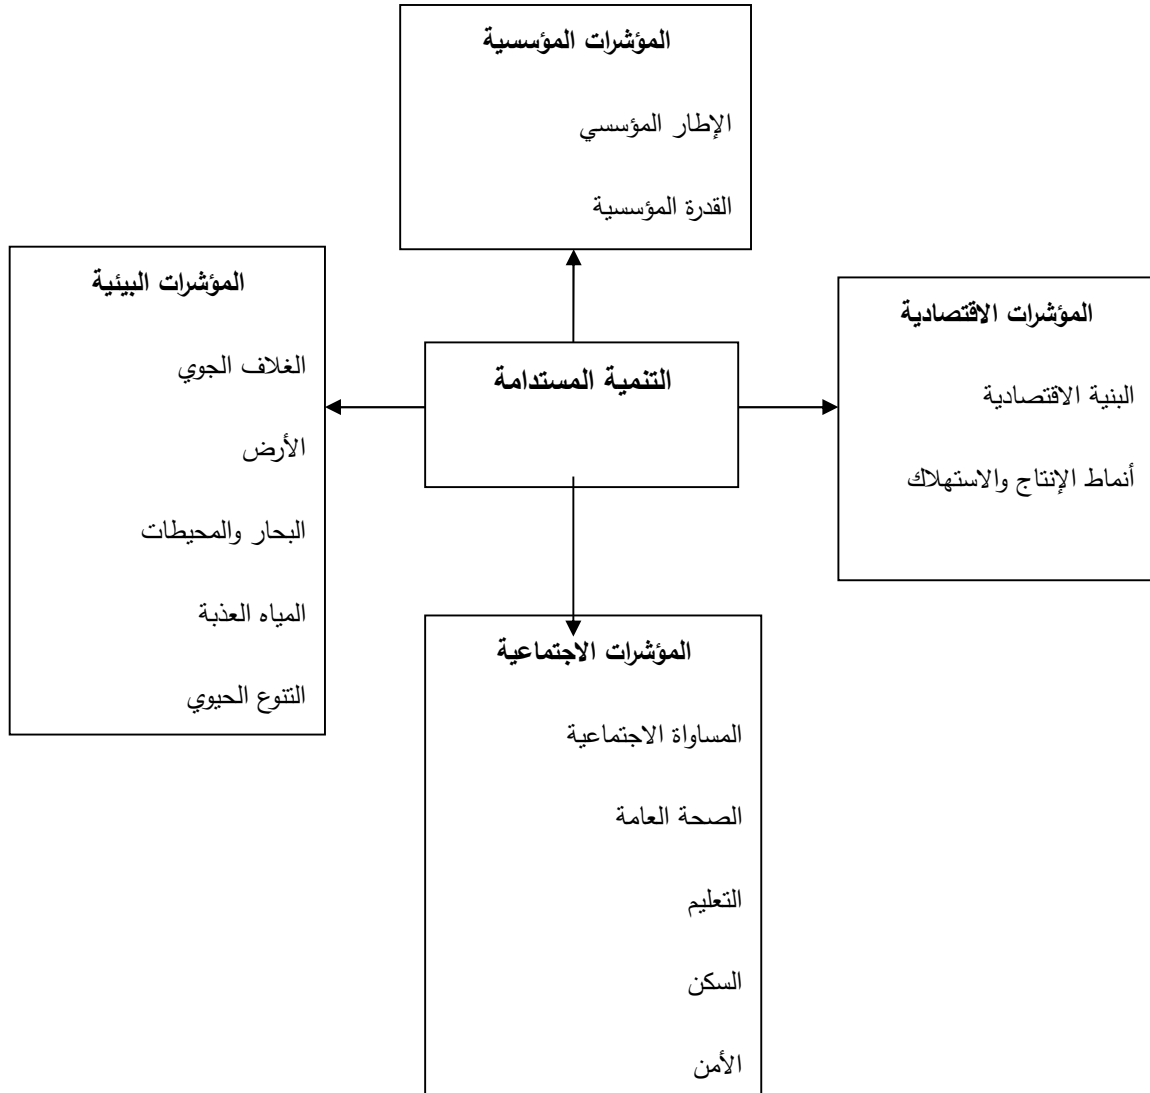 المؤشرات المؤسسية
الإطار المؤسسي
القدرة المؤسسية
المؤشرات الاقتصادية
البنية الاقتصادية
أنماط الإنتاج والاستهلاك
التنمية المستدامة
المؤشرات البيئية
الغلاف الجوي
الأرض
البحار والمحيطات
المياه العذبة
التنوع الحيوي
المؤشرات الاجتماعية
المساواة الاجتماعية
الصحة العامة
التعليم
السكن
الأمن